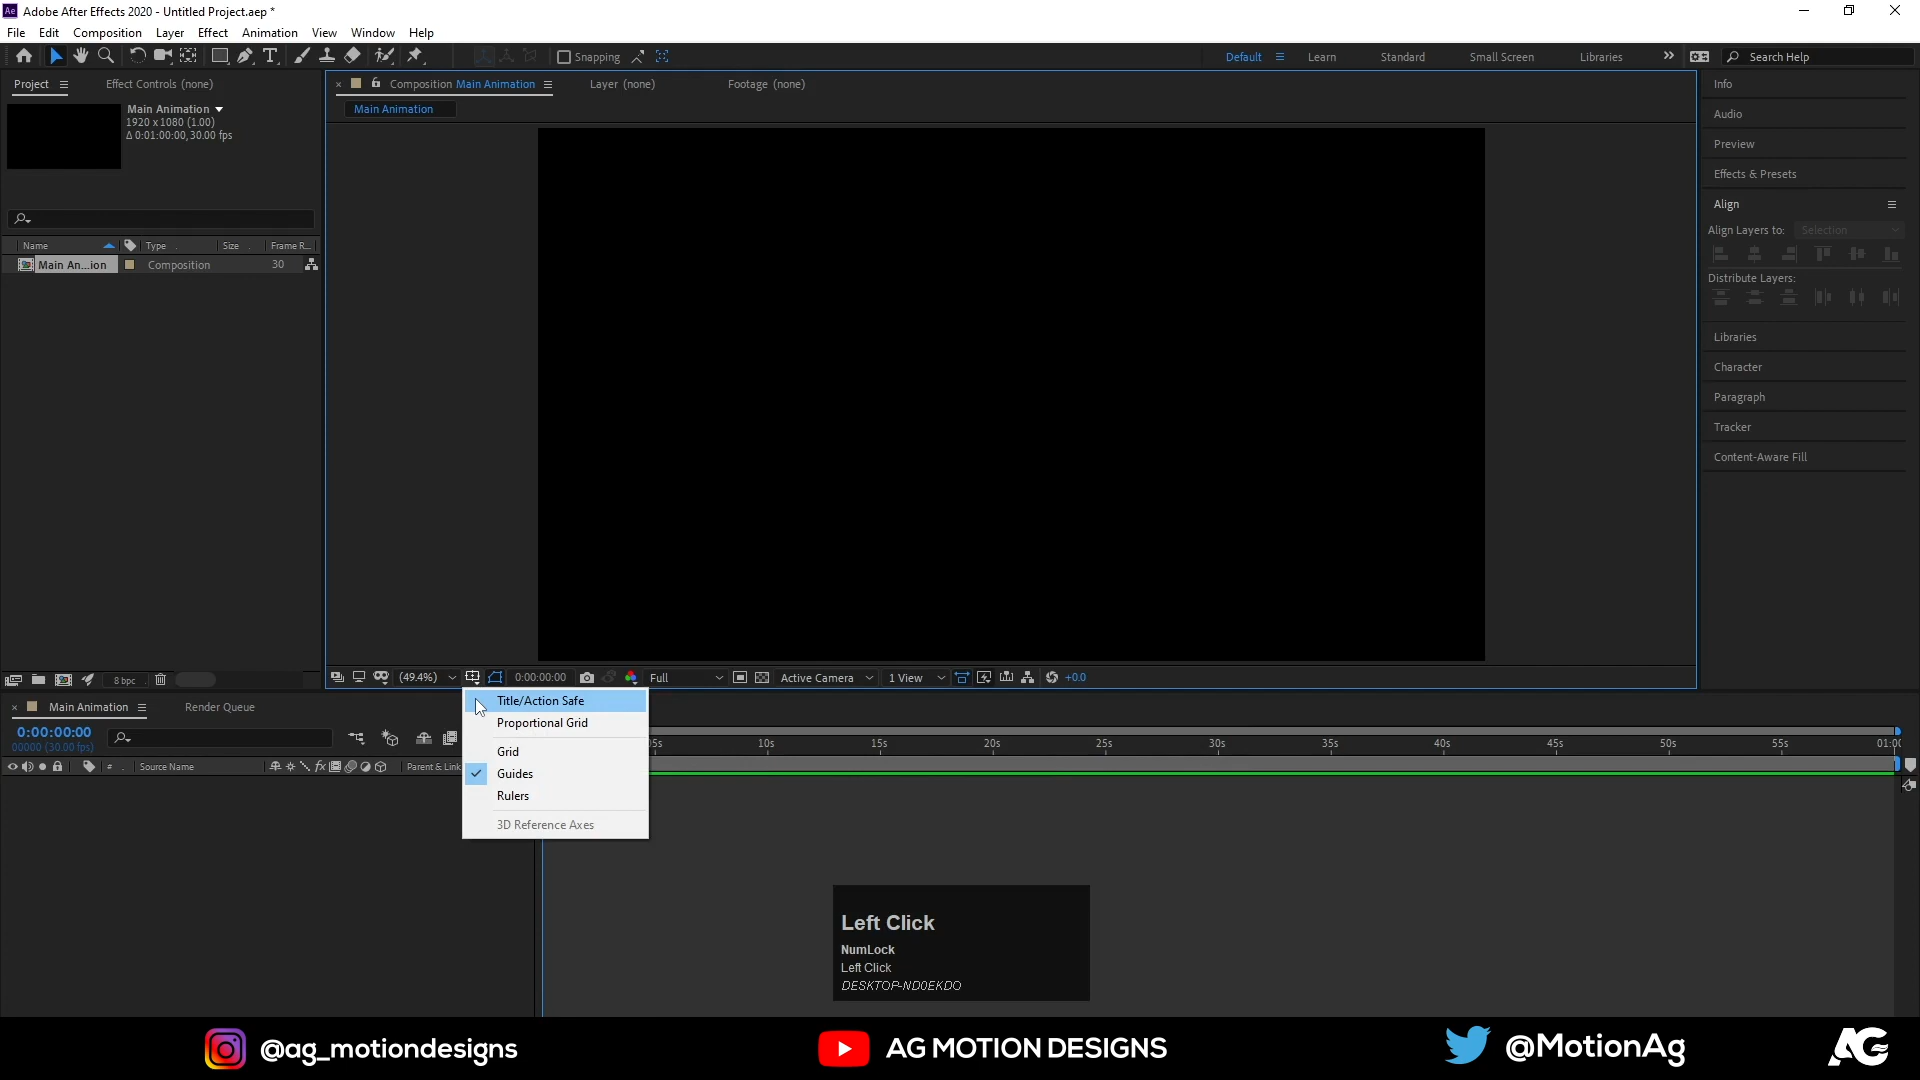 Ae Adobe After Effects 2020 - Untitled Project.aep *
File Edit Composition Layer Effect Animation View Window Help
Snapping Default Learn Standard Small Screen Libraries Search Help
Project Effect Controls (none)
Main Animation
1920 x 1080 (1.00)
Δ 0:01:00:00, 30.00 fps
Name Type Size Frame R...
Main An...ion Composition 30
8 bpc
Composition Main Animation Layer (none) Footage (none)
Main Animation
Info
Audio
Preview
Effects & Presets
Align
Align Layers to: Selection
Distribute Layers:
Libraries
Character
Paragraph
Tracker
Content-Aware Fill
(49.4%) 0:00:00:00 Full Active Camera 1 View +0.0
Title/Action Safe
Proportional Grid
Grid
Guides
Rulers
3D Reference Axes
Main Animation Render Queue
0:00:00:00
00000 (30.00 fps)
# Source Name fx Parent & Link
05s 10s 15s 20s 25s 30s 35s 40s 45s 50s 55s 01:00
Left Click
NumLock
Left Click
DESKTOP-ND0EKDO
@ag_motiondesigns AG MOTION DESIGNS @MotionAg AG